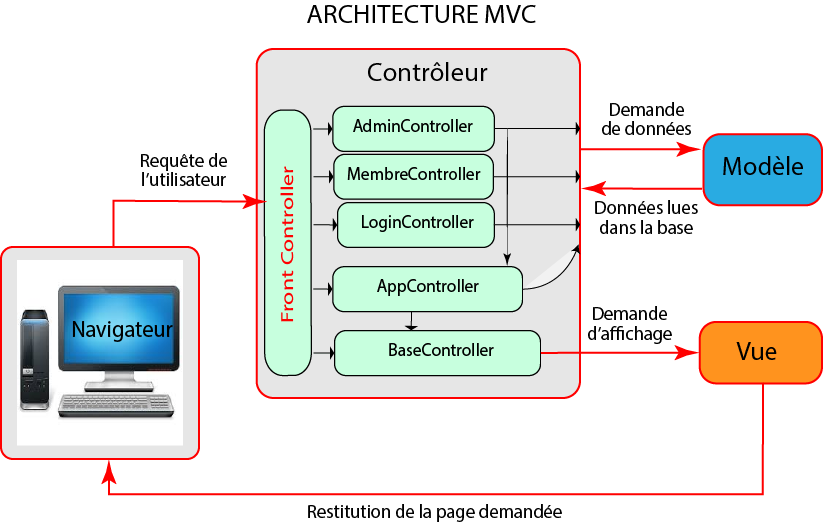 ARCHITECTURE MVC
Contrôleur
Front Controller
AdminController
MembreController
LoginController
AppController
BaseController
Requête de
l'utilisateur
Navigateur
Demande
de données
Modèle
Données lues
dans la base
Demande
d'affichage
Vue
Restitution de la page demandée